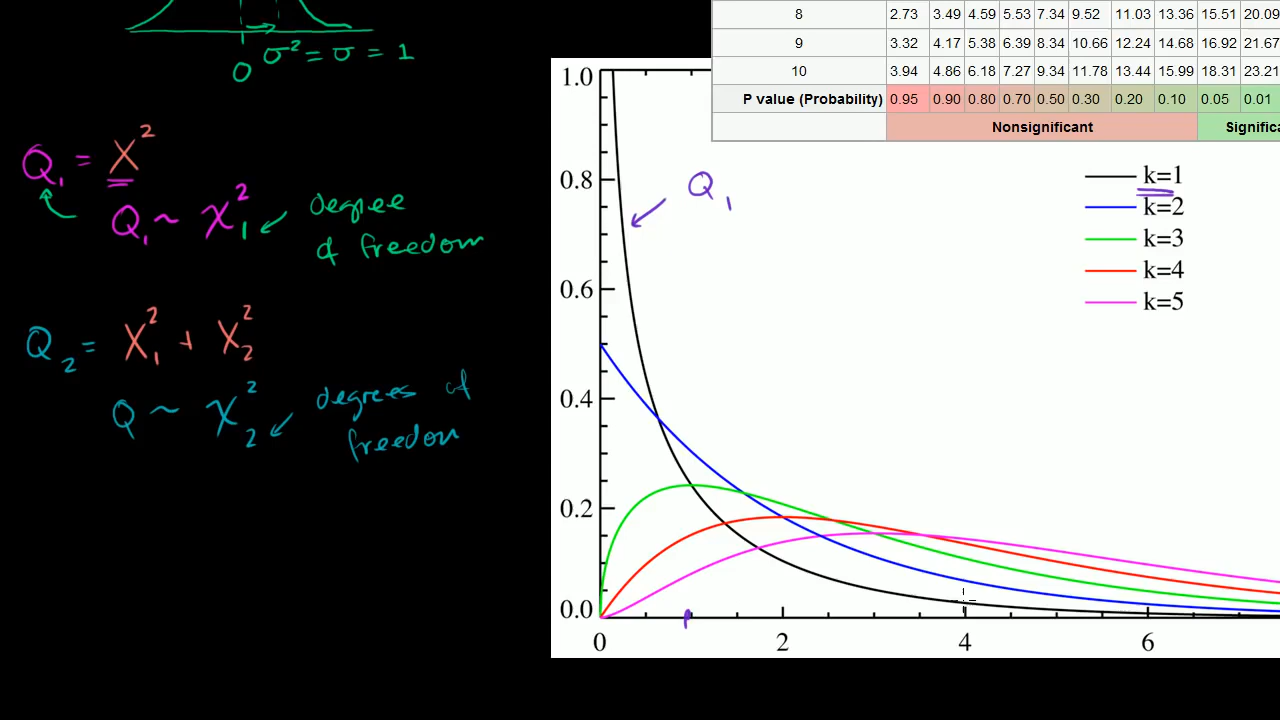 σ² = σ = 1
0
Q₁ = X²
Q₁ ~ χ₁² degree
of freedom
Q₂ = X₁² + X₂²
Q ~ χ₂² degrees of
freedom
8 2.73 3.49 4.59 5.53 7.34 9.52 11.03 13.36 15.51 20.09
9 3.32 4.17 5.38 6.39 8.34 10.66 12.24 14.68 16.92 21.67
10 3.94 4.86 6.18 7.27 9.34 11.78 13.44 15.99 18.31 23.21
P value (Probability) 0.95 0.90 0.80 0.70 0.50 0.30 0.20 0.10 0.05 0.01
Nonsignificant Significa
1.0
0.8
0.6
0.4
0.2
0.0
0 2 4 6
Q₁
k=1
k=2
k=3
k=4
k=5